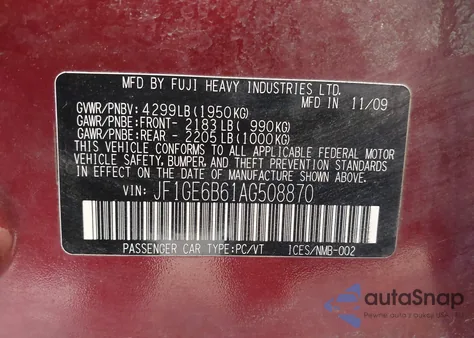 MFD BY FUJI HEAVY INDUSTRIES LTD.
MFD IN 11/09
GVWR/PNBV: 4299LB(1950KG)
GAWR/PNBE:FRONT- 2183LB( 990KG)
GAWR/PNBE:REAR - 2205LB(1000KG)
THIS VEHICLE CONFORMS TO ALL APPLICABLE FEDERAL MOTOR
VEHICLE SAFETY, BUMPER, AND THEFT PREVENTION STANDARDS
IN EFFECT ON THE DATE OF MANUFACTURE SHOWN ABOVE.
VIN: JF1GE6B61AG508870
PASSENGER CAR TYPE:PC/VT ICES/NMB-002
autoSnap